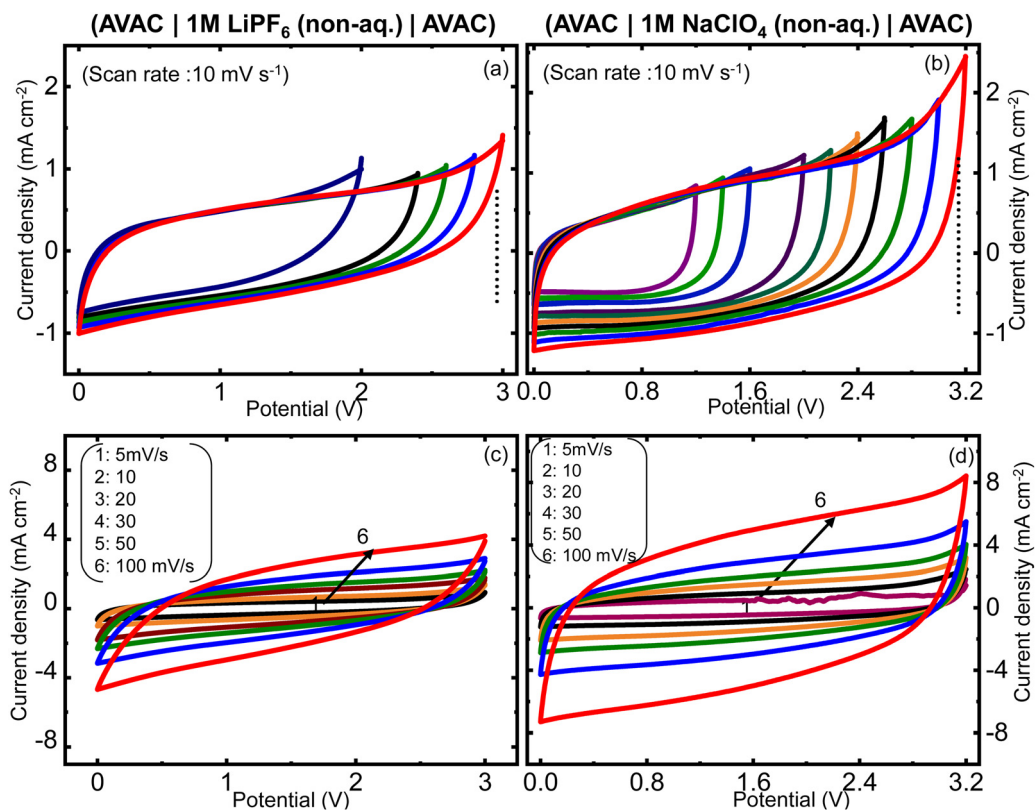 (AVAC | 1M LiPF₆ (non-aq.) | AVAC)
(AVAC | 1M NaClO₄ (non-aq.) | AVAC)
(a)
(Scan rate :10 mV s⁻¹)
Current density (mA cm⁻²)
2
1
0
-1
0
1
2
3
Potential (V)
(b)
(Scan rate :10 mV s⁻¹)
2
1
0
-1
Current density (mA cm⁻²)
0.0
0.8
1.6
2.4
3.2
Potential (V)
(c)
1: 5mV/s
2: 10
3: 20
4: 30
5: 50
6: 100 mV/s
6
1
Current density (mA cm⁻²)
8
4
0
-4
-8
0
1
2
3
Potential (V)
(d)
1: 5mV/s
2: 10
3: 20
4: 30
5: 50
6: 100 mV/s
6
1
8
4
0
-4
-8
Current density (mA cm⁻²)
0.0
0.8
1.6
2.4
3.2
Potential (V)